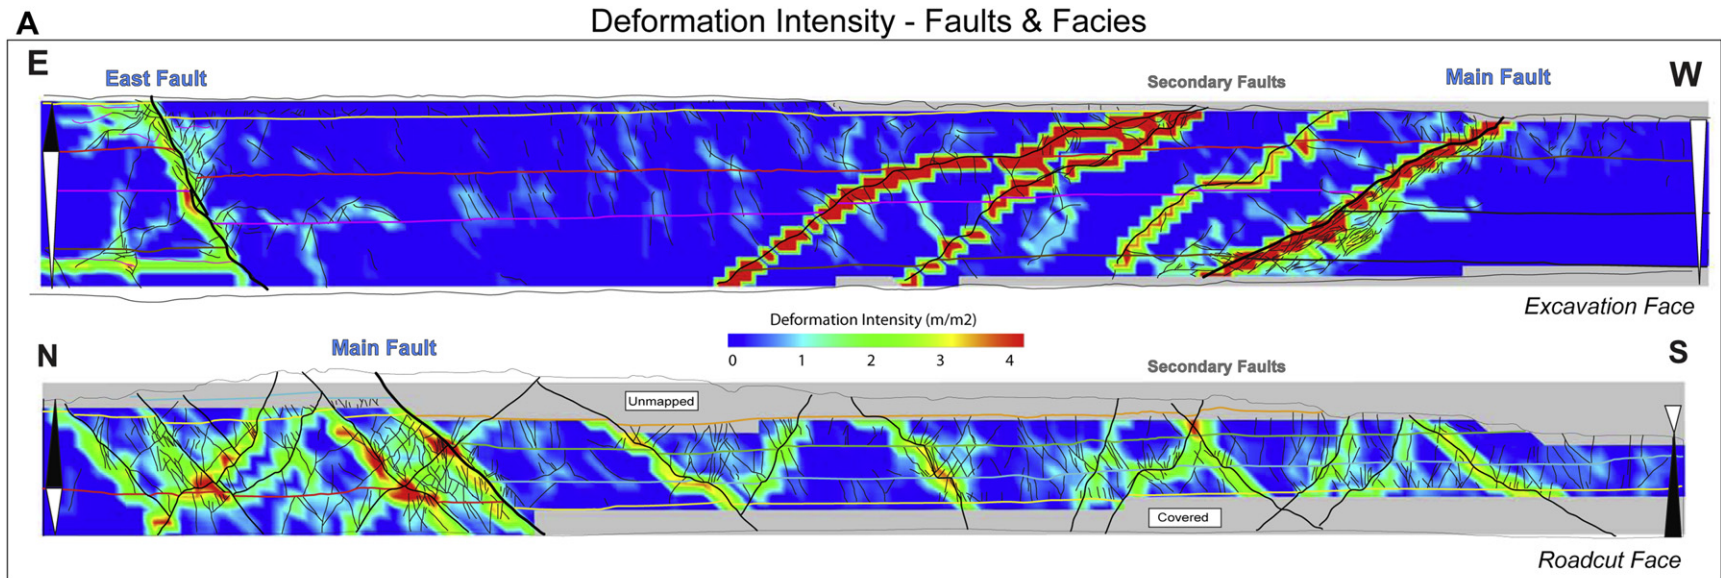 A
Deformation Intensity - Faults & Facies
E
East Fault
Secondary Faults
Main Fault
W
Excavation Face
Deformation Intensity (m/m2)
0 1 2 3 4
N
Main Fault
Secondary Faults
S
Unmapped
Covered
Roadcut Face